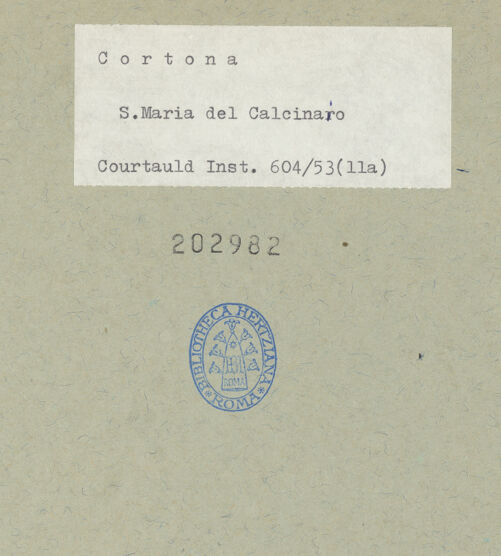 C o r t o n a
S.Maria del Calcinaro
Courtauld Inst. 604/53(11a)
202982
BIBLIOTHECA HERTZIANA
ROMA
* ROMA *